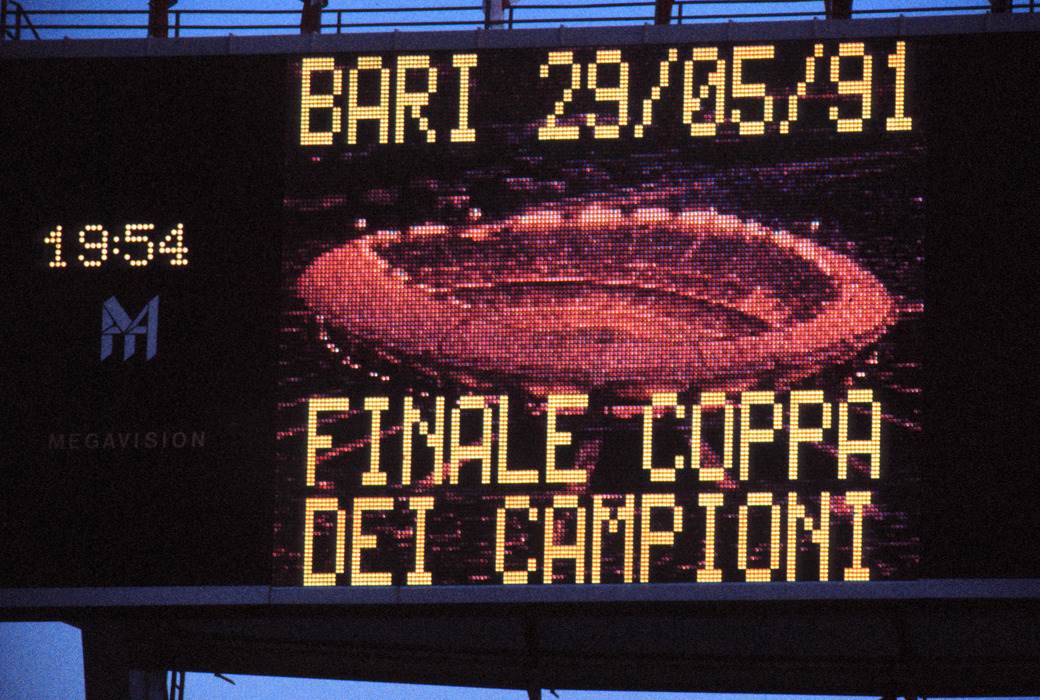 BARI 29/05/91
19:54
MEGAVISION
FINALE COPPA
DEI CAMPIONI